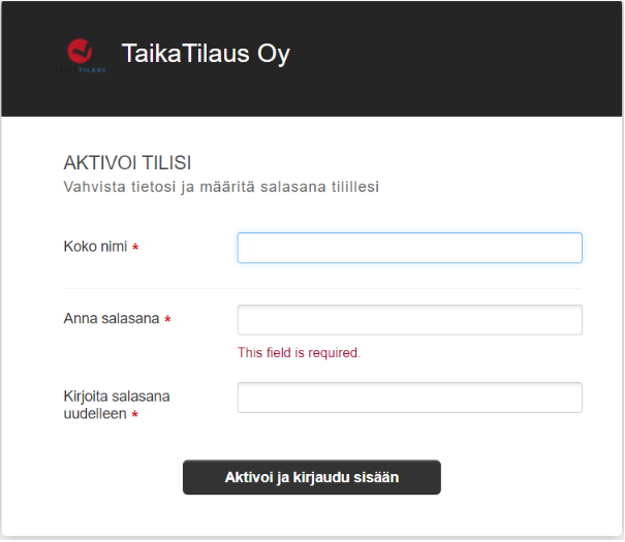 TaikaTilaus Oy
TILAUS
AKTIVOI TILISI
Vahvista tietosi ja määritä salasana tilillesi
Koko nimi *
Anna salasana *
This field is required.
Kirjoita salasana
uudelleen *
Aktivoi ja kirjaudu sisään